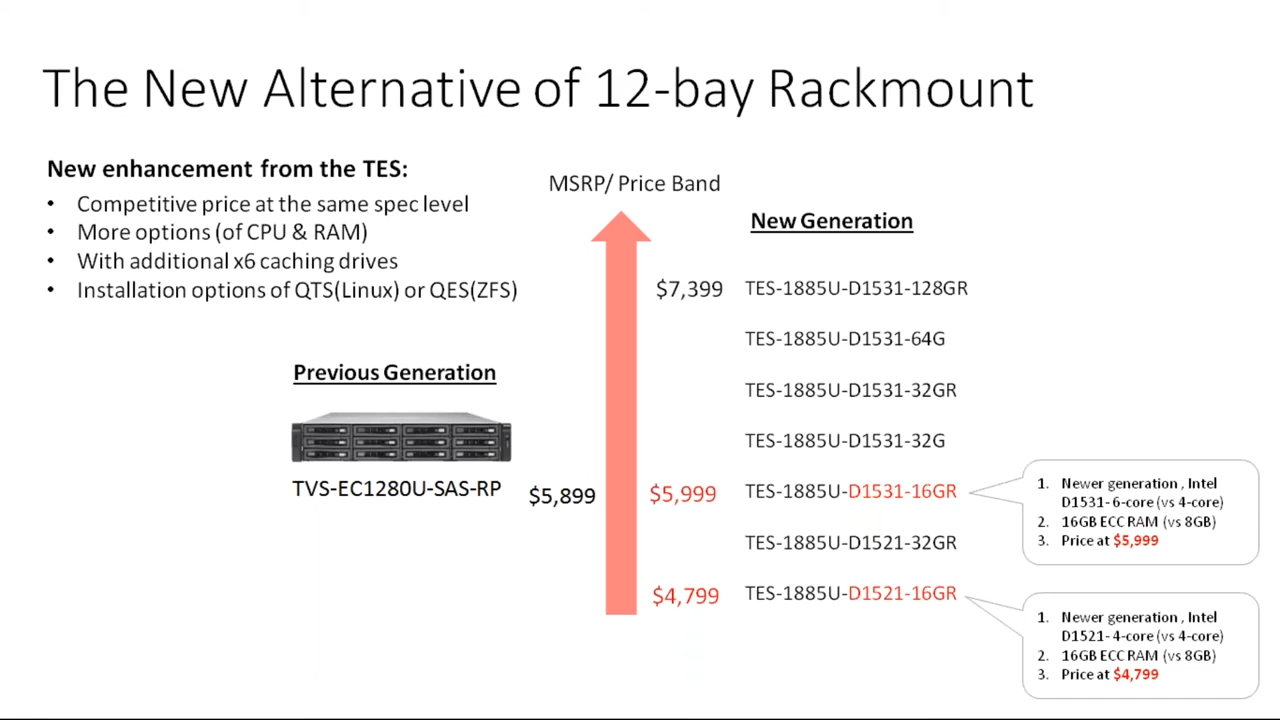 The New Alternative of 12-bay Rackmount
New enhancement from the TES:
• Competitive price at the same spec level
• More options (of CPU & RAM)
• With additional x6 caching drives
• Installation options of QTS(Linux) or QES(ZFS)
Previous Generation
TVS-EC1280U-SAS-RP
$5,899
MSRP/ Price Band
New Generation
$7,399 TES-1885U-D1531-128GR
TES-1885U-D1531-64G
TES-1885U-D1531-32GR
TES-1885U-D1531-32G
$5,999 TES-1885U-D1531-16GR
TES-1885U-D1521-32GR
$4,799 TES-1885U-D1521-16GR
1. Newer generation , Intel
D1531- 6-core (vs 4-core)
2. 16GB ECC RAM (vs 8GB)
3. Price at $5,999
1. Newer generation , Intel
D1521- 4-core (vs 4-core)
2. 16GB ECC RAM (vs 8GB)
3. Price at $4,799